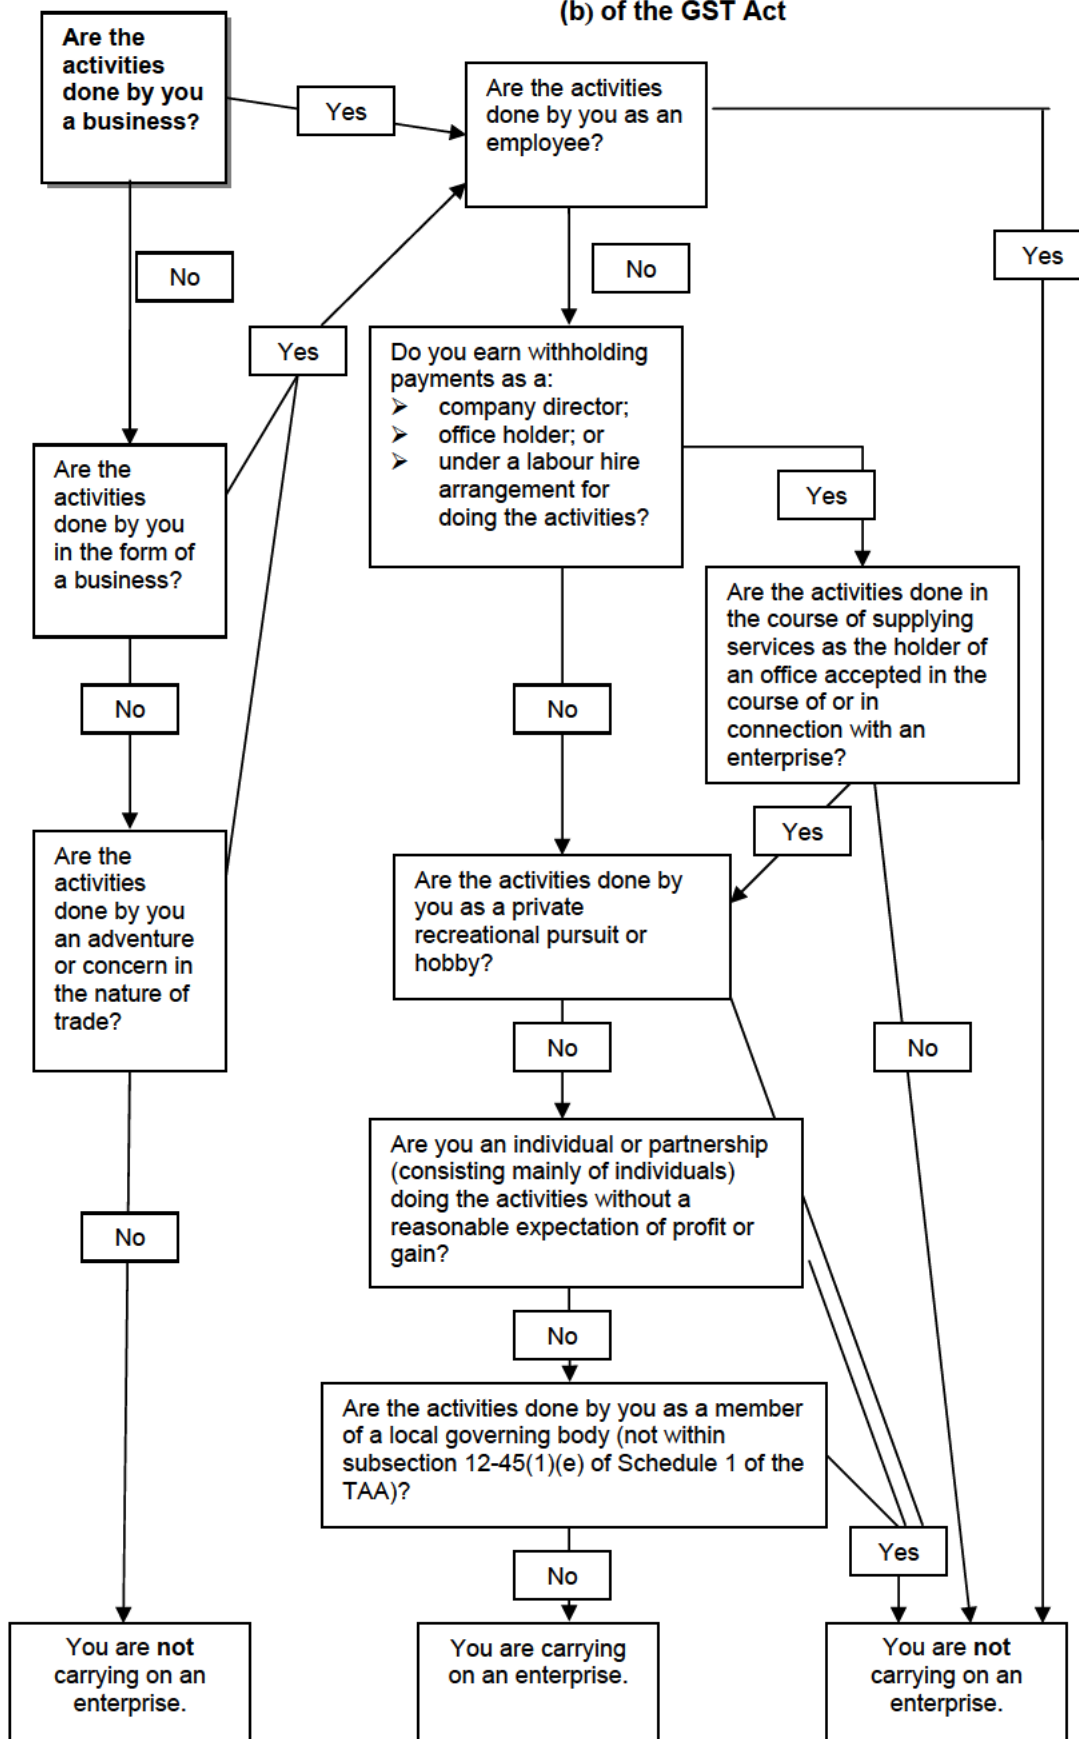 (b) of the GST Act
Are the
activities
done by you
a business?
Yes
Are the activities
done by you as an
employee?
Yes
No
No
Yes
Do you earn withholding
payments as a:
➢ company director;
➢ office holder; or
➢ under a labour hire
arrangement for
doing the activities?
Yes
Are the
activities
done by you
in the form of
a business?
Are the activities done in
the course of supplying
services as the holder of
an office accepted in the
course of or in
connection with an
enterprise?
No
No
Yes
Are the
activities
done by you
an adventure
or concern in
the nature of
trade?
Are the activities done by
you as a private
recreational pursuit or
hobby?
No
No
Are you an individual or partnership
(consisting mainly of individuals)
doing the activities without a
reasonable expectation of profit or
gain?
No
No
Are the activities done by you as a member
of a local governing body (not within
subsection 12-45(1)(e) of Schedule 1 of the
TAA)?
Yes
No
You are not
carrying on an
enterprise.
You are carrying
on an enterprise.
You are not
carrying on an
enterprise.